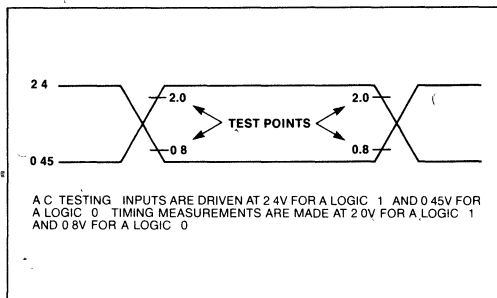 2 4
2.0
2.0
TEST POINTS
0 8
0.8
0 45
A C TESTING INPUTS ARE DRIVEN AT 2 4V FOR A LOGIC 1 AND 0 45V FOR
A LOGIC 0 TIMING MEASUREMENTS ARE MADE AT 2 0V FOR A LOGIC 1
AND 0 8V FOR A LOGIC 0